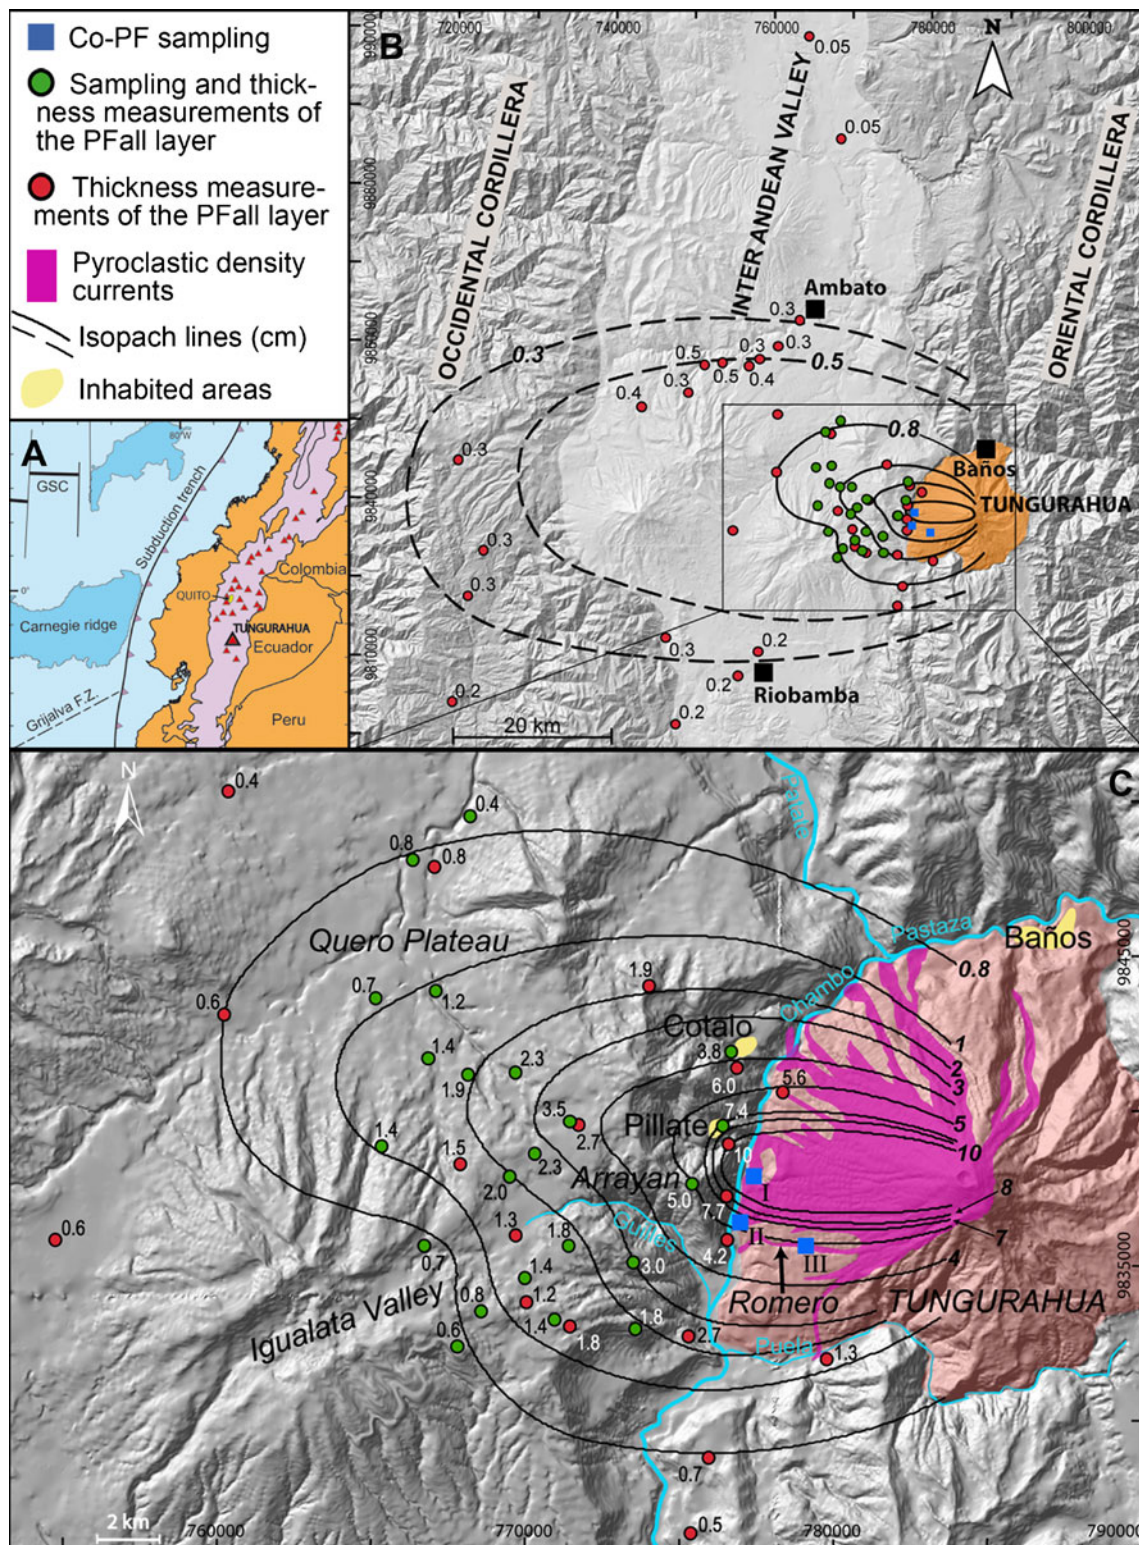 Co-PF sampling
Sampling and thick-
ness measurements of
the PFall layer
Thickness measure-
ments of the PFall layer
Pyroclastic density
currents
Isopach lines (cm)
Inhabited areas
A
80°W
GSC
Subduction trench
Colombia
0°
QUITO
Carnegie ridge
TUNGURAHUA
Ecuador
Grijalva F.Z.
Peru
B
720000
740000
760000
780000
800000
9880000
9850000
9840000
9810000
N
OCCIDENTAL CORDILLERA
INTER ANDEAN VALLEY
ORIENTAL CORDILLERA
0.05
0.05
Ambato
0.3
0.3
0.3
0.5
0.3
0.5
0.5
0.4
0.3
0.4
0.8
0.3
Baños
TUNGURAHUA
0.3
0.3
0.3
0.2
0.2
Riobamba
0.2
0.2
20 km
C
N
0.4
0.4
Patate
0.8
0.8
Quero Plateau
Pastaza
Baños
9845000
0.8
1.9
0.7
1.2
0.6
Chambo
Cotalo
3.8
1
2
3
1.4
2.3
1.9
6.0
5.6
5
3.5
7.4
Pillate
2.7
10
10
1.4
1.5
2.3
Arrayan
I
2.0
5.0
7.7
8
0.6
1.3
1.8
Guilles
II
7
0.7
4.2
3.0
III
4
9835000
1.4
Igualata Valley
0.8
1.2
Romero
TUNGURAHUA
1.4
1.8
1.8
2.7
Puela
0.6
1.3
0.7
0.5
2 km
760000
770000
780000
790000